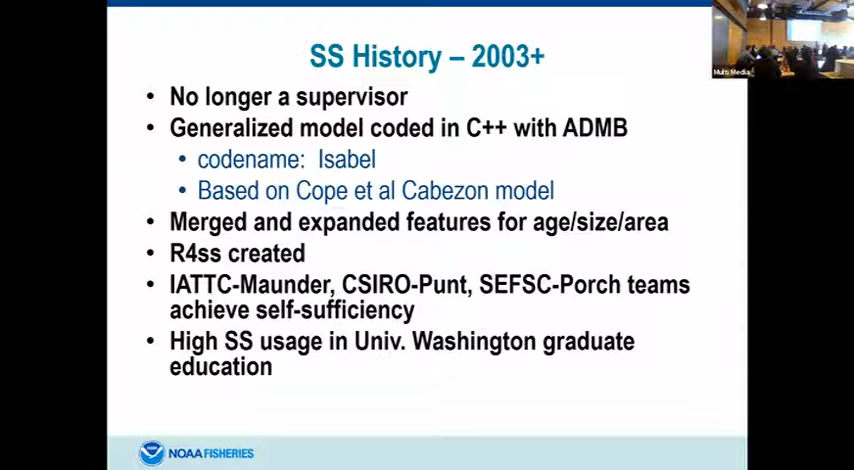 SS History – 2003+
• No longer a supervisor
• Generalized model coded in C++ with ADMB
• codename: Isabel
• Based on Cope et al Cabezon model
• Merged and expanded features for age/size/area
• R4ss created
• IATTC-Maunder, CSIRO-Punt, SEFSC-Porch teams
achieve self-sufficiency
• High SS usage in Univ. Washington graduate
education
NOAA FISHERIES
Multi Media